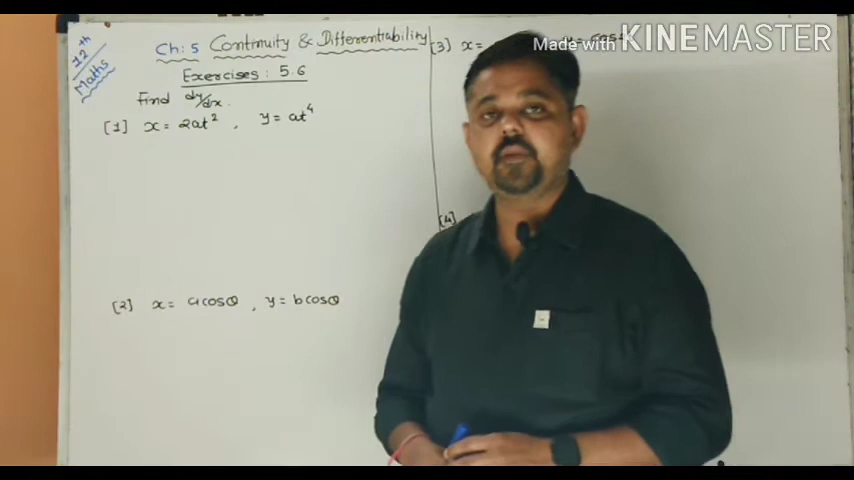 12th
Maths
Ch: 5 Continuity & Differentiability
Exercises: 5.6
Find dy/dx.
[1] x = 2at², y = at⁴
[2] x = a cosθ, y = b cosθ
[3] x =
[4]
Made with KINEMASTER